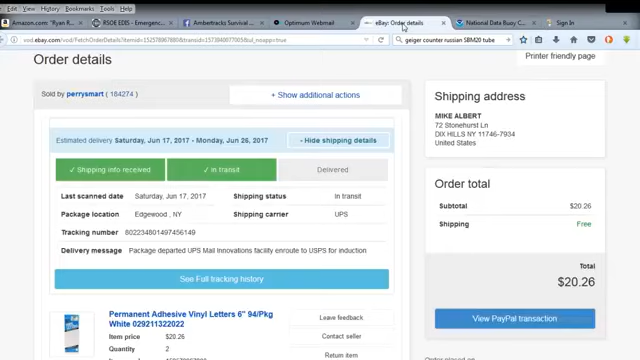 File Edit View History Bookmarks Tools Help
Amazon.com: "Ryan R...
RSOE EDIS - Emergenc...
Ambertracks Survival ...
Optimum Webmail
eBay: Order details
National Data Buoy C...
Sign In
geiger counter russian SBM20 tube
Order details
Printer friendly page
Sold by perrysmart ( 184274 )
+ Show additional actions
Estimated delivery Saturday, Jun 17, 2017 - Monday, Jun 26, 2017
- Hide shipping details
✓ Shipping info received
✓ In transit
Delivered
Last scanned date Saturday, Jun 17, 2017
Shipping status In transit
Package location Edgewood , NY
Shipping carrier UPS
Tracking number 802234801497456149
Delivery message Package departed UPS Mail Innovations facility enroute to USPS for induction
See Full tracking history
Permanent Adhesive Vinyl Letters 6" 94/Pkg
White 029211322022
Item price $20.26
Quantity 2
Leave feedback
Contact seller
Return item
Shipping address
MIKE ALBERT
72 Stonehurst Ln
DIX HILLS NY 11746-7934
United States
Order total
Subtotal $20.26
Shipping Free
Total
$20.26
View PayPal transaction